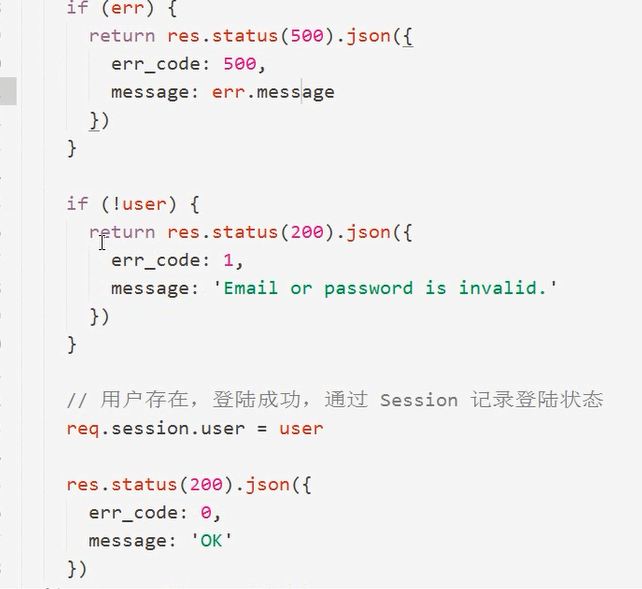 if (err) {
return res.status(500).json({
err_code: 500,
message: err.message
})
}
if (!user) {
return res.status(200).json({
err_code: 1,
message: 'Email or password is invalid.'
})
}
// 用户存在，登陆成功，通过 Session 记录登陆状态
req.session.user = user
res.status(200).json({
err_code: 0,
message: 'OK'
})